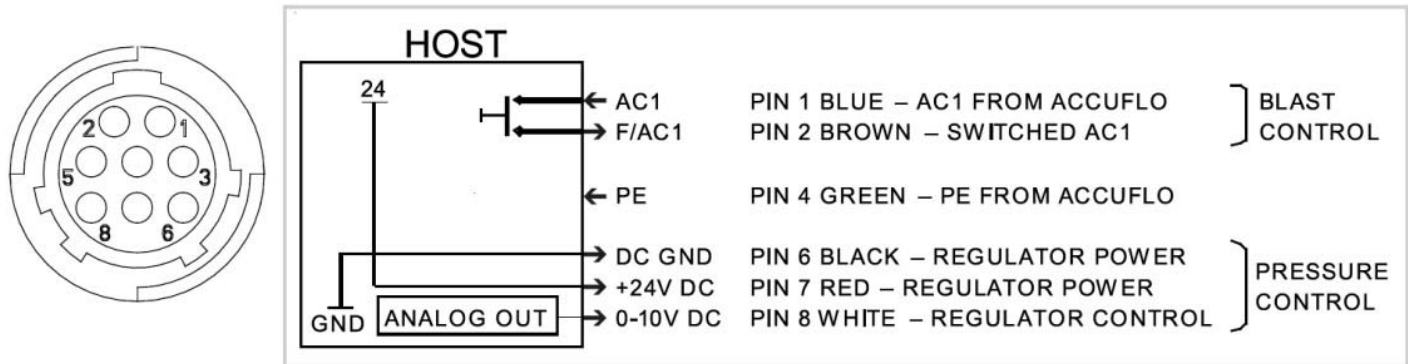 2 1
5 3
8 6
HOST
24
AC1 PIN 1 BLUE – AC1 FROM ACCUFLO
F/AC1 PIN 2 BROWN – SWITCHED AC1
BLAST
CONTROL
PE PIN 4 GREEN – PE FROM ACCUFLO
DC GND PIN 6 BLACK – REGULATOR POWER
+24V DC PIN 7 RED – REGULATOR POWER
GND ANALOG OUT 0-10V DC PIN 8 WHITE – REGULATOR CONTROL
PRESSURE
CONTROL